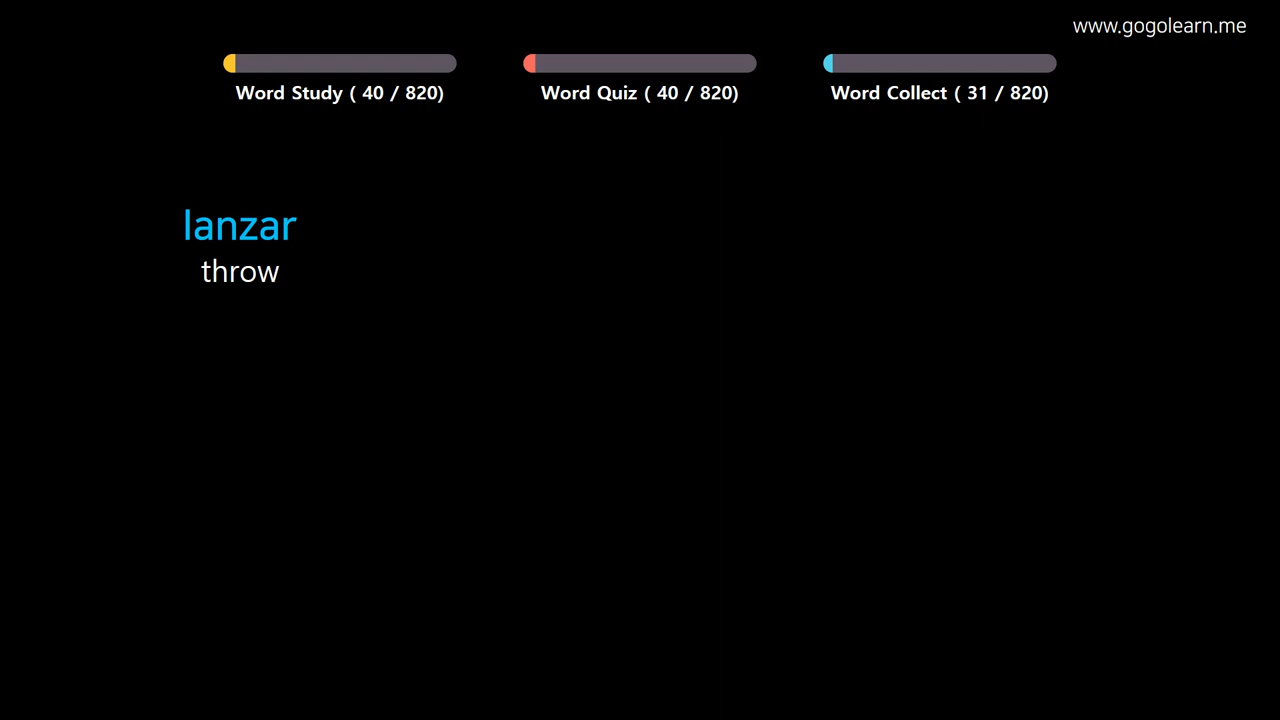 www.gogolearn.me
Word Study ( 40 / 820)
Word Quiz ( 40 / 820)
Word Collect ( 31 / 820)
lanzar
throw